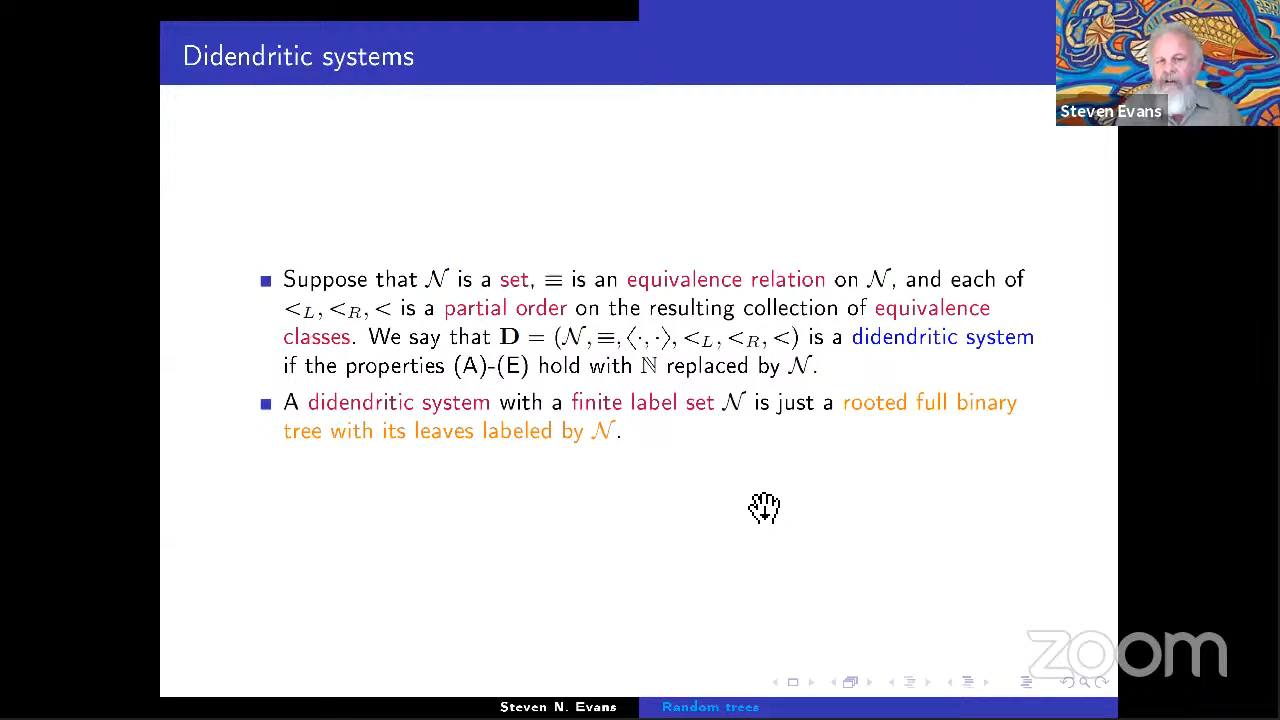 Didendritic systems
Steven Evans
Suppose that 𝒩 is a set, ≡ is an equivalence relation on 𝒩, and each of
<_L, <_R, < is a partial order on the resulting collection of equivalence
classes. We say that D = (𝒩, ≡, ⟨·, ·⟩, <_L, <_R, <) is a didendritic system
if the properties (A)-(E) hold with ℕ replaced by 𝒩.
A didendritic system with a finite label set 𝒩 is just a rooted full binary
tree with its leaves labeled by 𝒩.
zoom
Steven N. Evans
Random trees